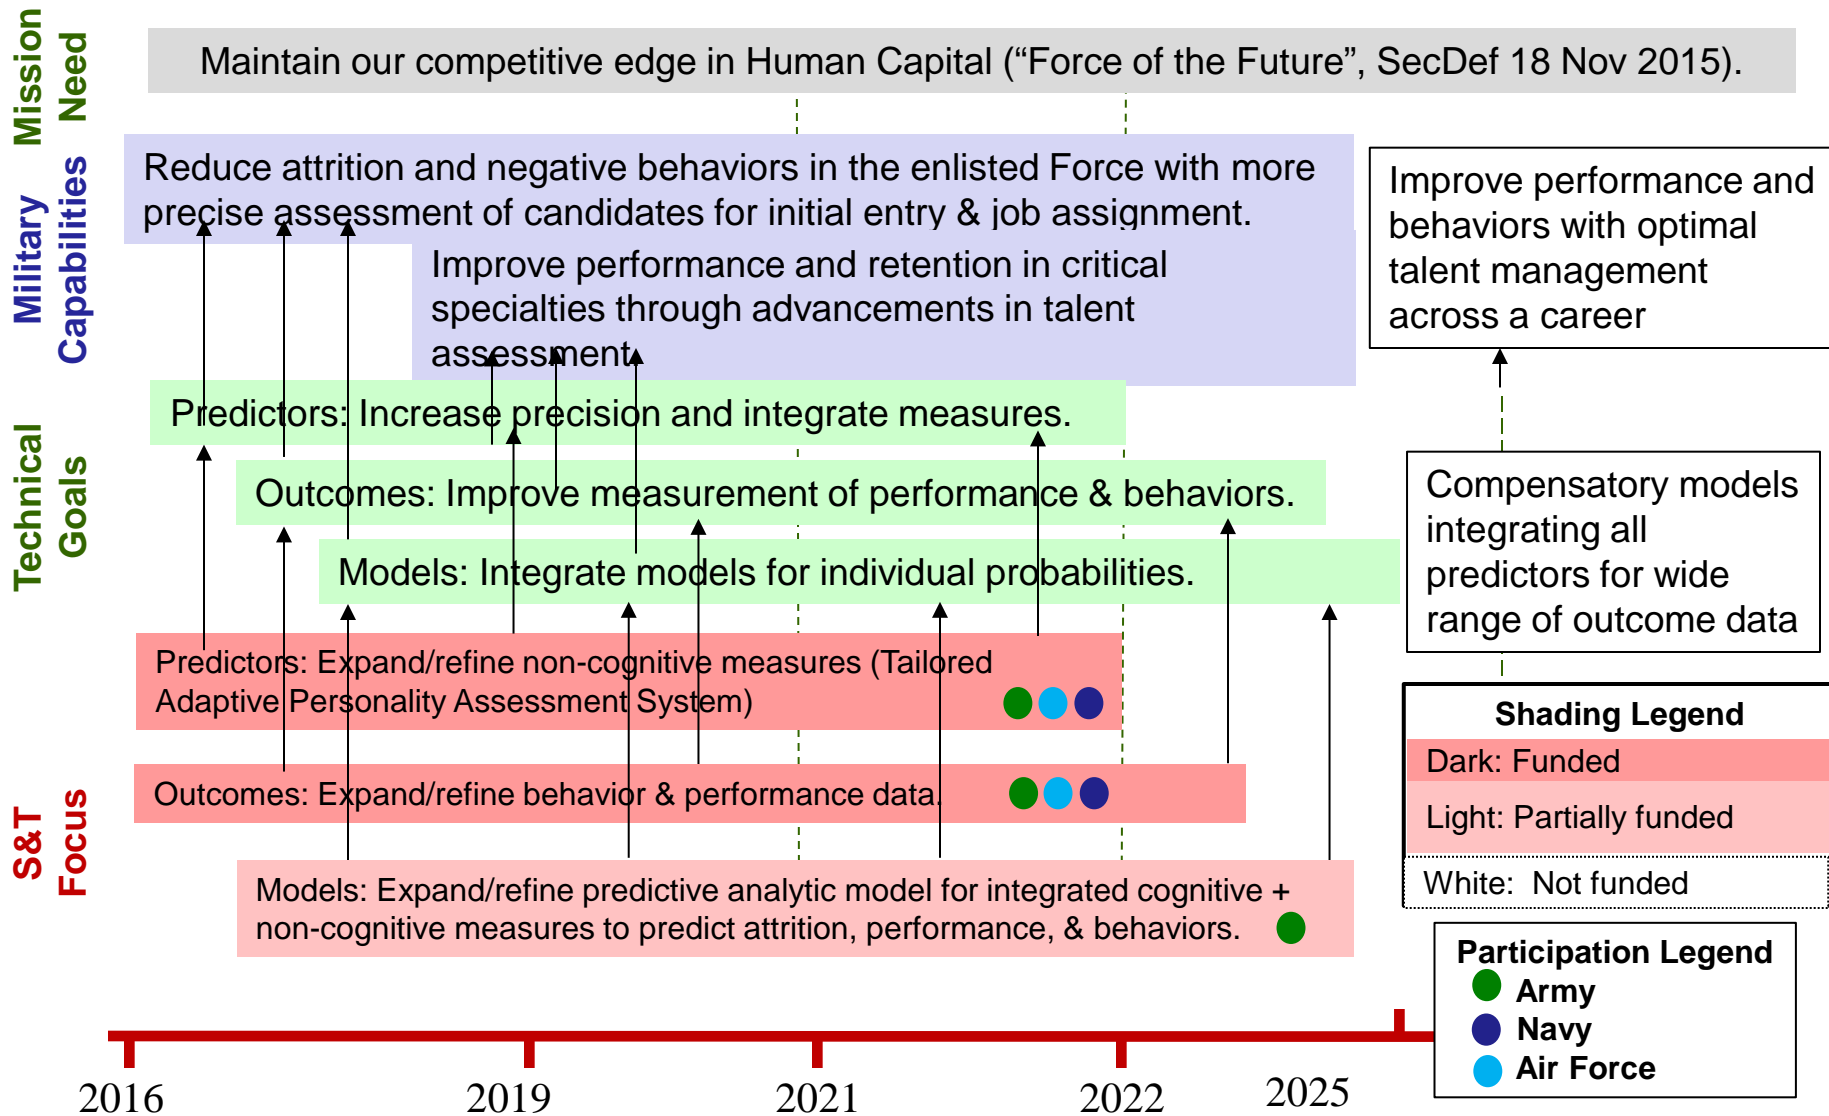 Mission
Need
Maintain our competitive edge in Human Capital (“Force of the Future”, SecDef 18 Nov 2015).
Military
Capabilities
Reduce attrition and negative behaviors in the enlisted Force with more
precise assessment of candidates for initial entry & job assignment.
Improve performance and retention in critical
specialties through advancements in talent
assessment.
Improve performance and
behaviors with optimal
talent management
across a career
Technical
Goals
Predictors: Increase precision and integrate measures.
Outcomes: Improve measurement of performance & behaviors.
Models: Integrate models for individual probabilities.
Compensatory models
integrating all
predictors for wide
range of outcome data
S&T
Focus
Predictors: Expand/refine non-cognitive measures (Tailored
Adaptive Personality Assessment System)
Outcomes: Expand/refine behavior & performance data.
Models: Expand/refine predictive analytic model for integrated cognitive +
non-cognitive measures to predict attrition, performance, & behaviors.
Shading Legend
Dark: Funded
Light: Partially funded
White: Not funded
Participation Legend
Army
Navy
Air Force
2016
2019
2021
2022
2025